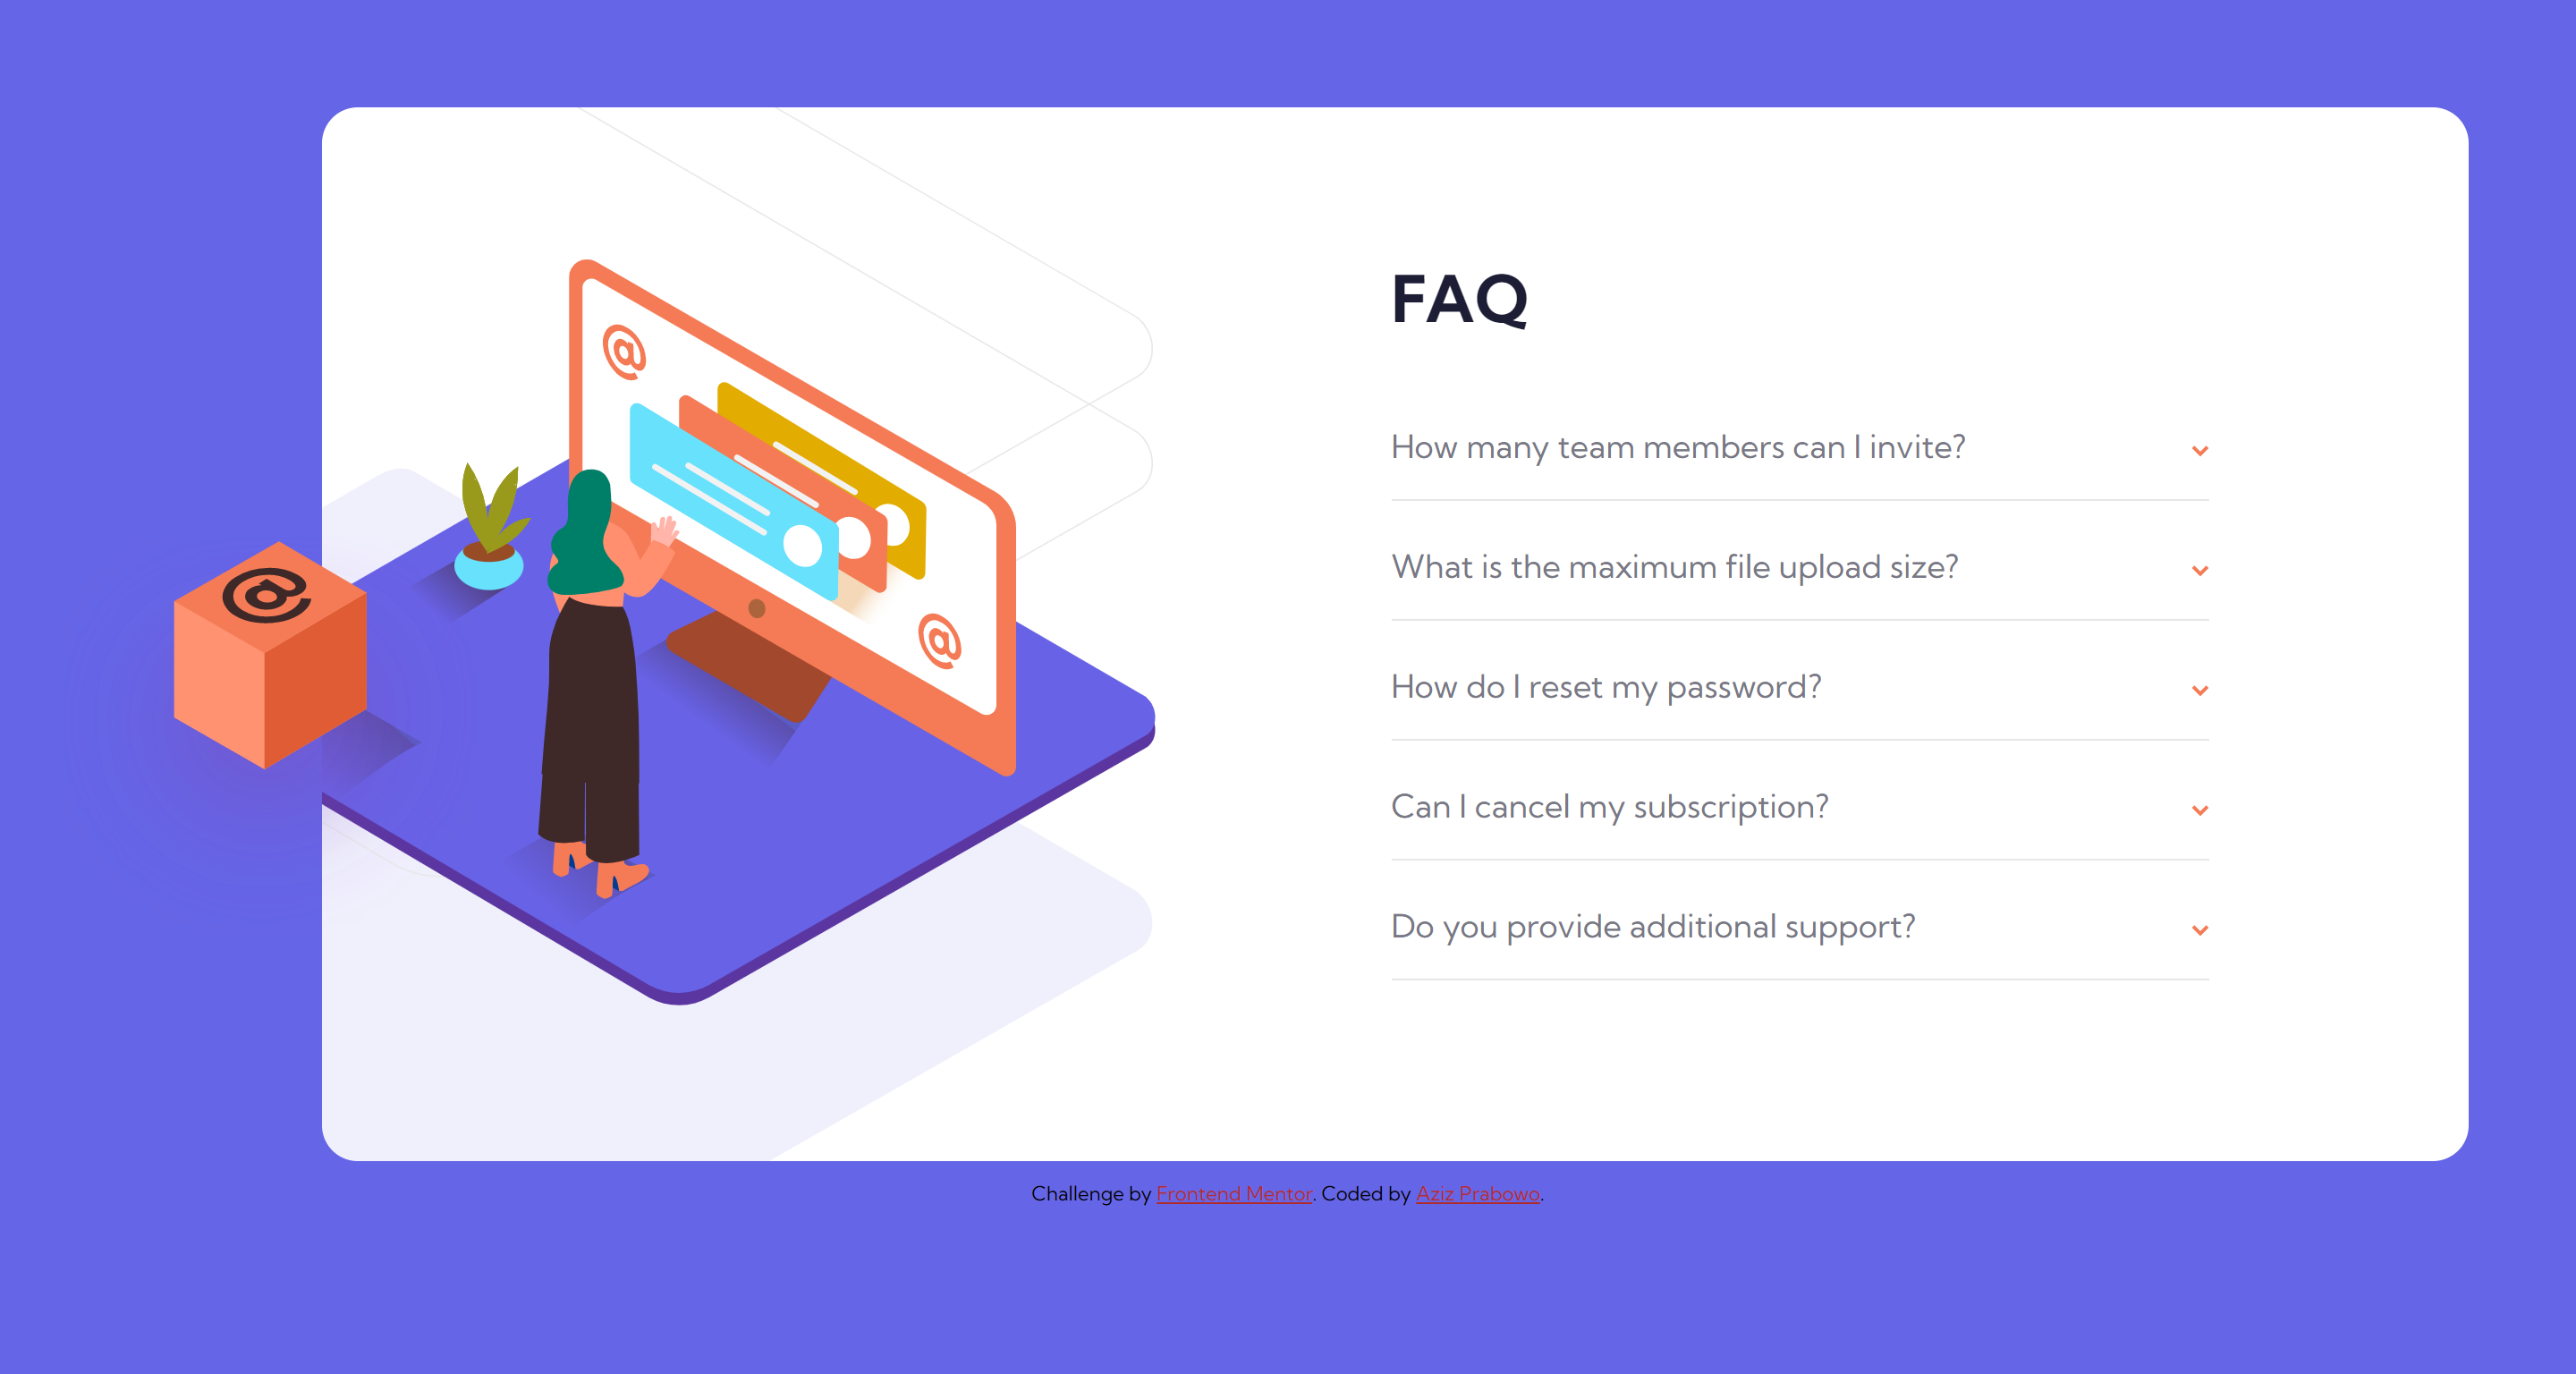 @
@
@
FAQ
How many team members can I invite?
What is the maximum file upload size?
How do I reset my password?
Can I cancel my subscription?
Do you provide additional support?
Challenge by Frontend Mentor. Coded by Aziz Prabowo.